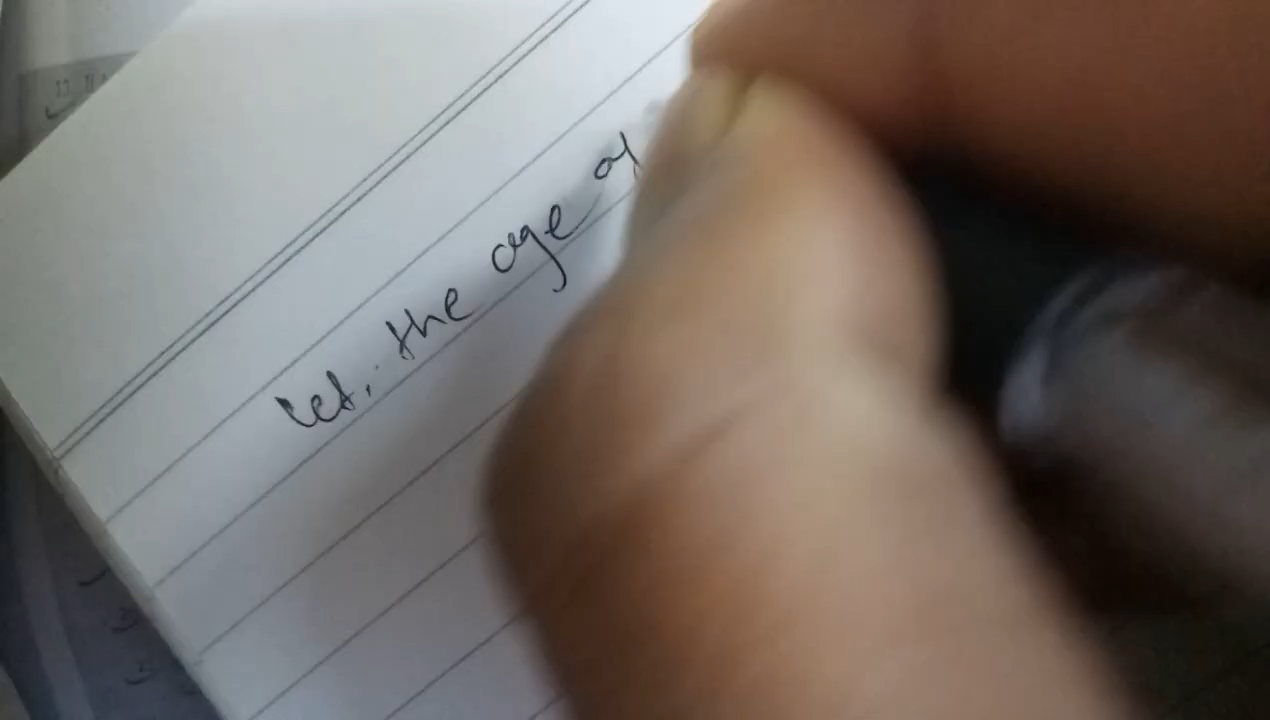 let, the age of